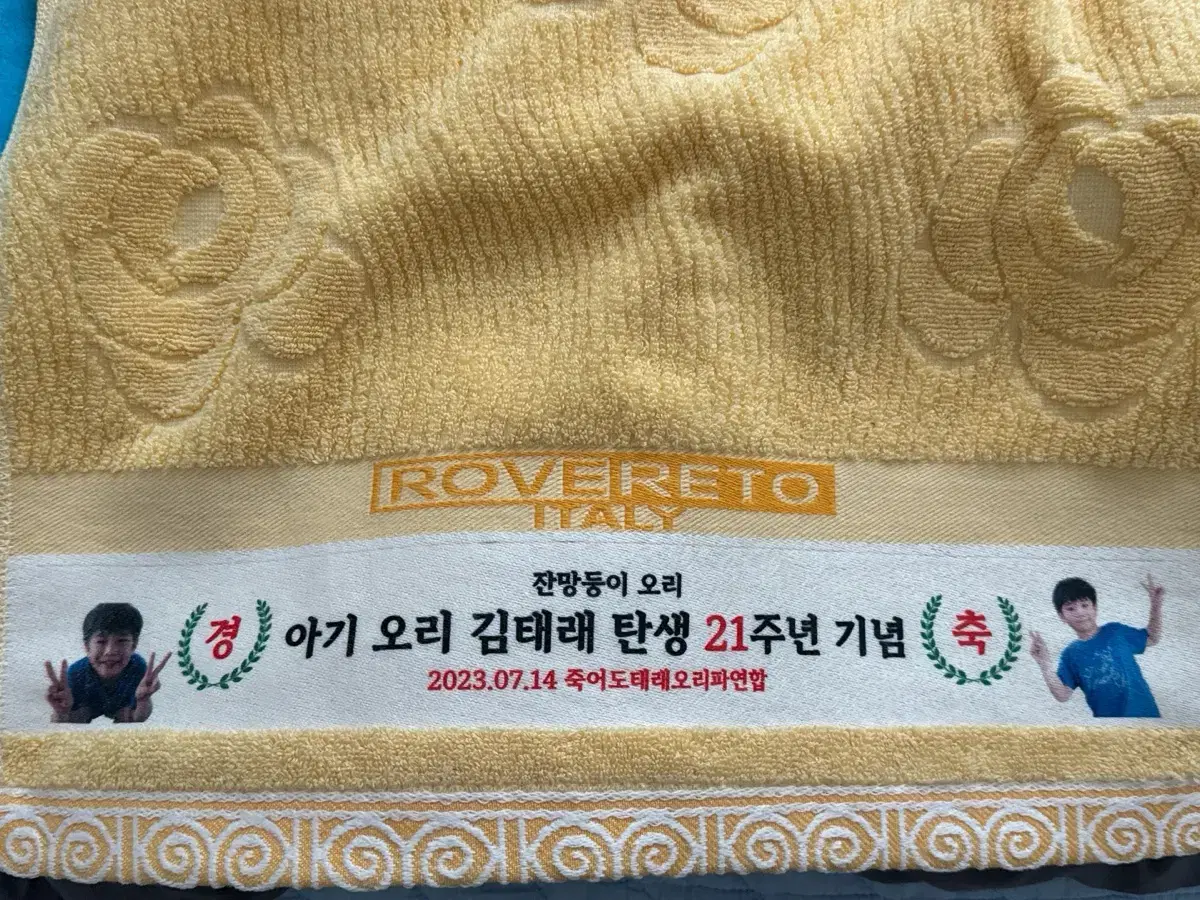 ROVERETO
ITALY
잔망둥이 오리
경 아기 오리 김태래 탄생 21주년 기념 축
2023.07.14 죽어도태래오리파연합